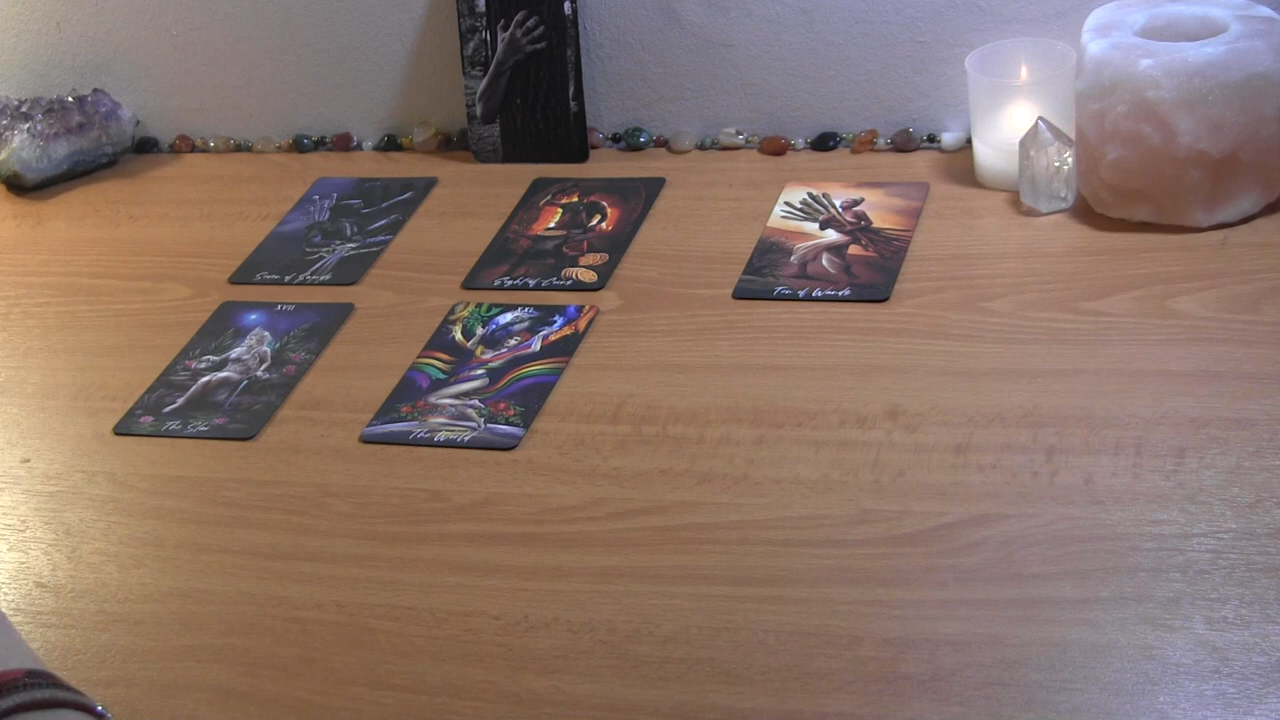 Seven of Swords
Eight of Coins
Ten of Wands
XVII
The Star
XXI
The World